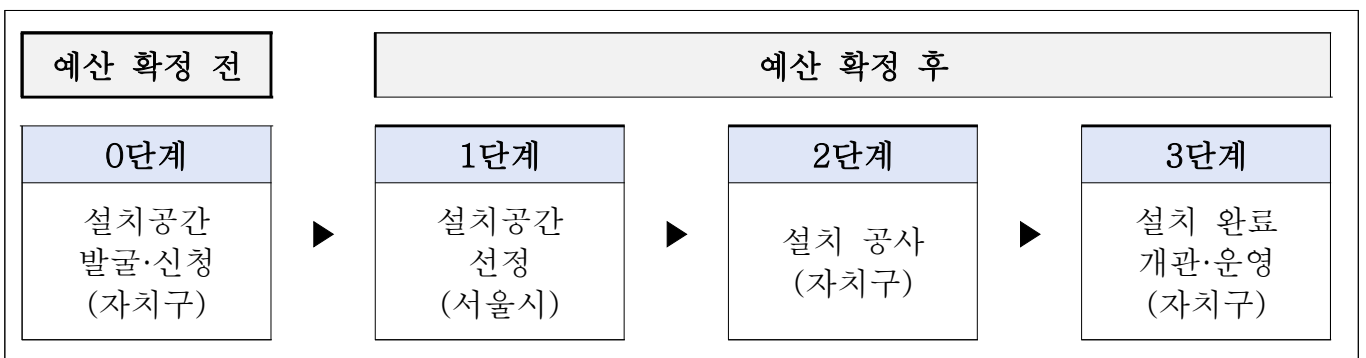 예산 확정 전
예산 확정 후
0단계
설치공간
발굴·신청
(자치구)
▶
1단계
설치공간
선정
(서울시)
▶
2단계
설치 공사
(자치구)
▶
3단계
설치 완료
개관·운영
(자치구)